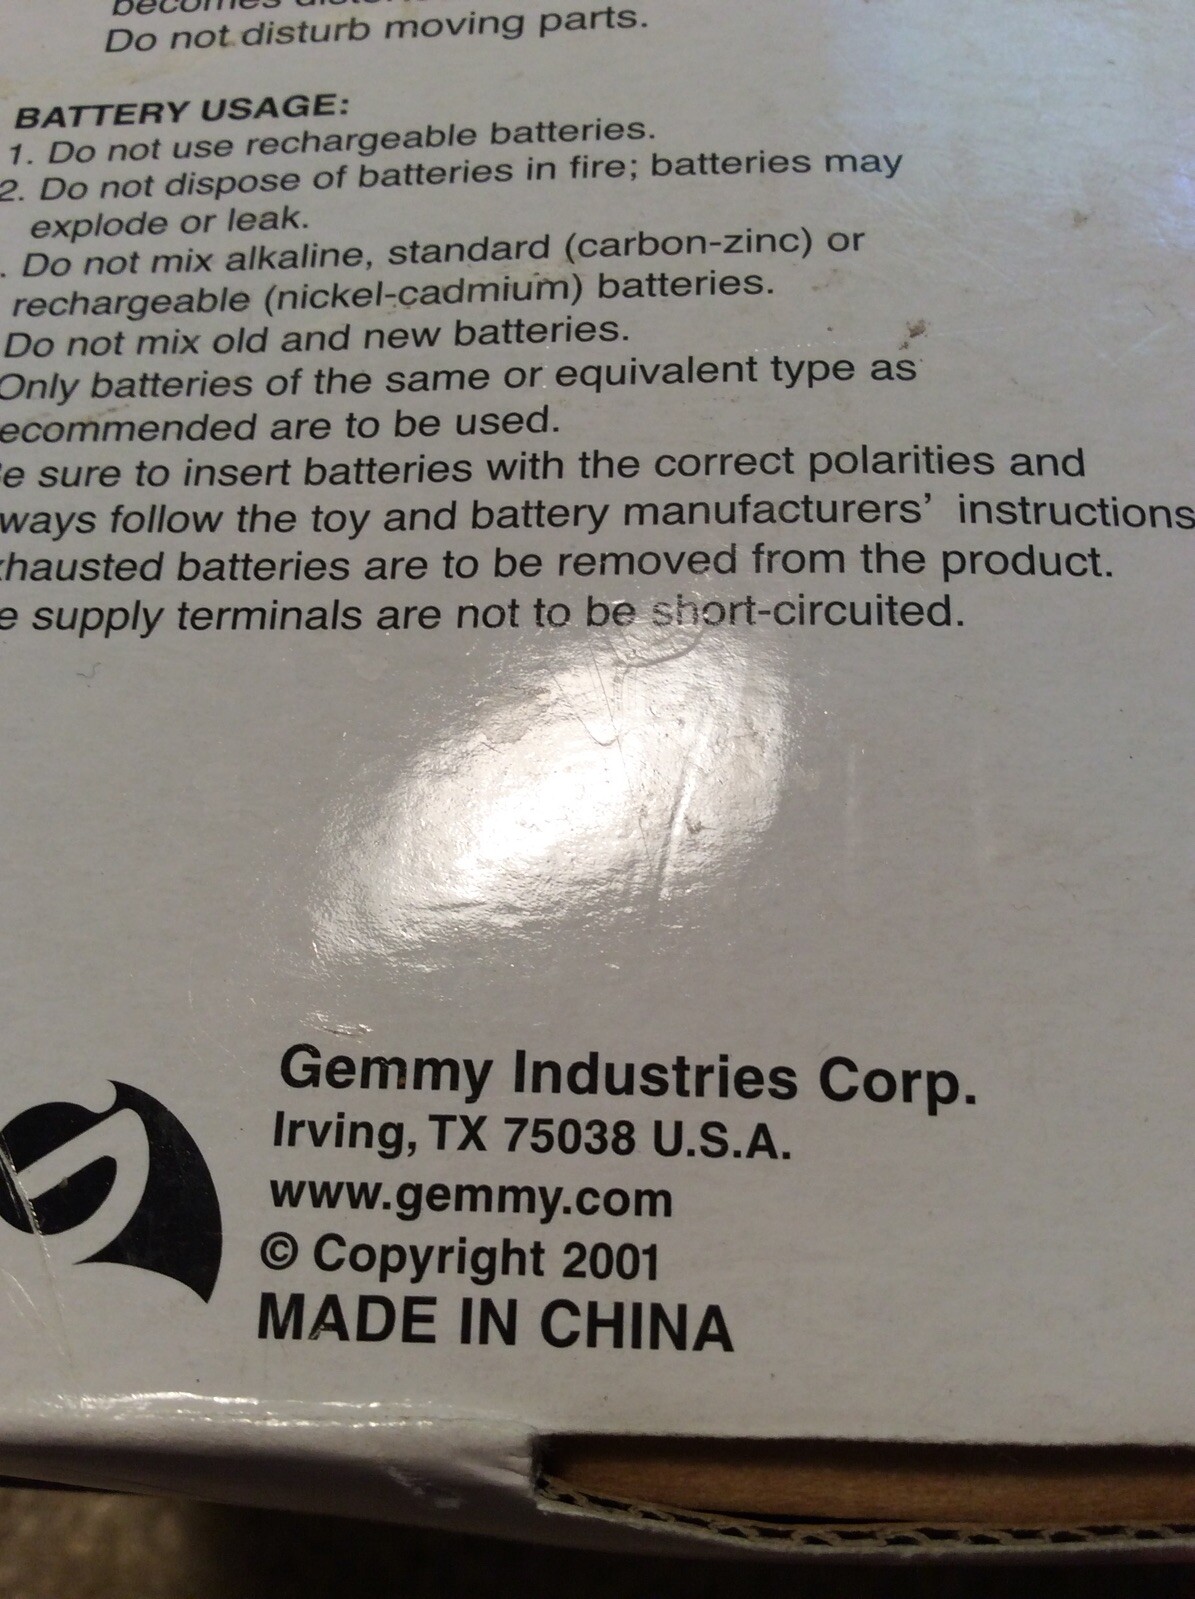 Do not disturb moving parts.
BATTERY USAGE:
1. Do not use rechargeable batteries.
2. Do not dispose of batteries in fire; batteries may
explode or leak.
. Do not mix alkaline, standard (carbon-zinc) or
rechargeable (nickel-cadmium) batteries.
Do not mix old and new batteries.
Only batteries of the same or equivalent type as
ecommended are to be used.
e sure to insert batteries with the correct polarities and
ways follow the toy and battery manufacturers' instructions
hausted batteries are to be removed from the product.
e supply terminals are not to be short-circuited.
Gemmy Industries Corp.
Irving, TX 75038 U.S.A.
www.gemmy.com
© Copyright 2001
MADE IN CHINA